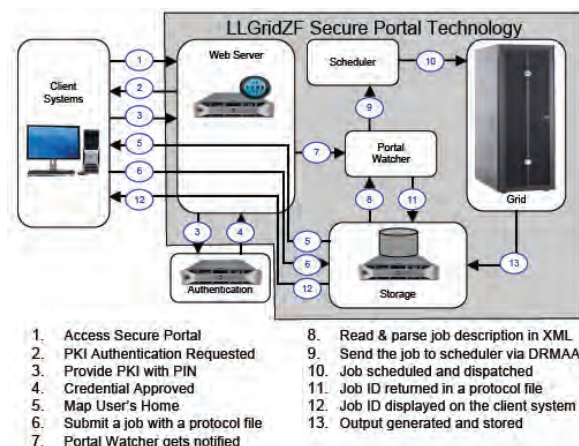 LLGridZF Secure Portal Technology
Client Systems
Web Server
Scheduler
Portal Watcher
Grid
Authentication
Storage
1
2
3
5
6
12
7
9
10
8
11
3
4
5
6
12
13
1. Access Secure Portal
2. PKI Authentication Requested
3. Provide PKI with PIN
4. Credential Approved
5. Map User's Home
6. Submit a job with a protocol file
7. Portal Watcher gets notified
8. Read & parse job description in XML
9. Send the job to scheduler via DRMAA
10. Job scheduled and dispatched
11. Job ID returned in a protocol file
12. Job ID displayed on the client system
13. Output generated and stored